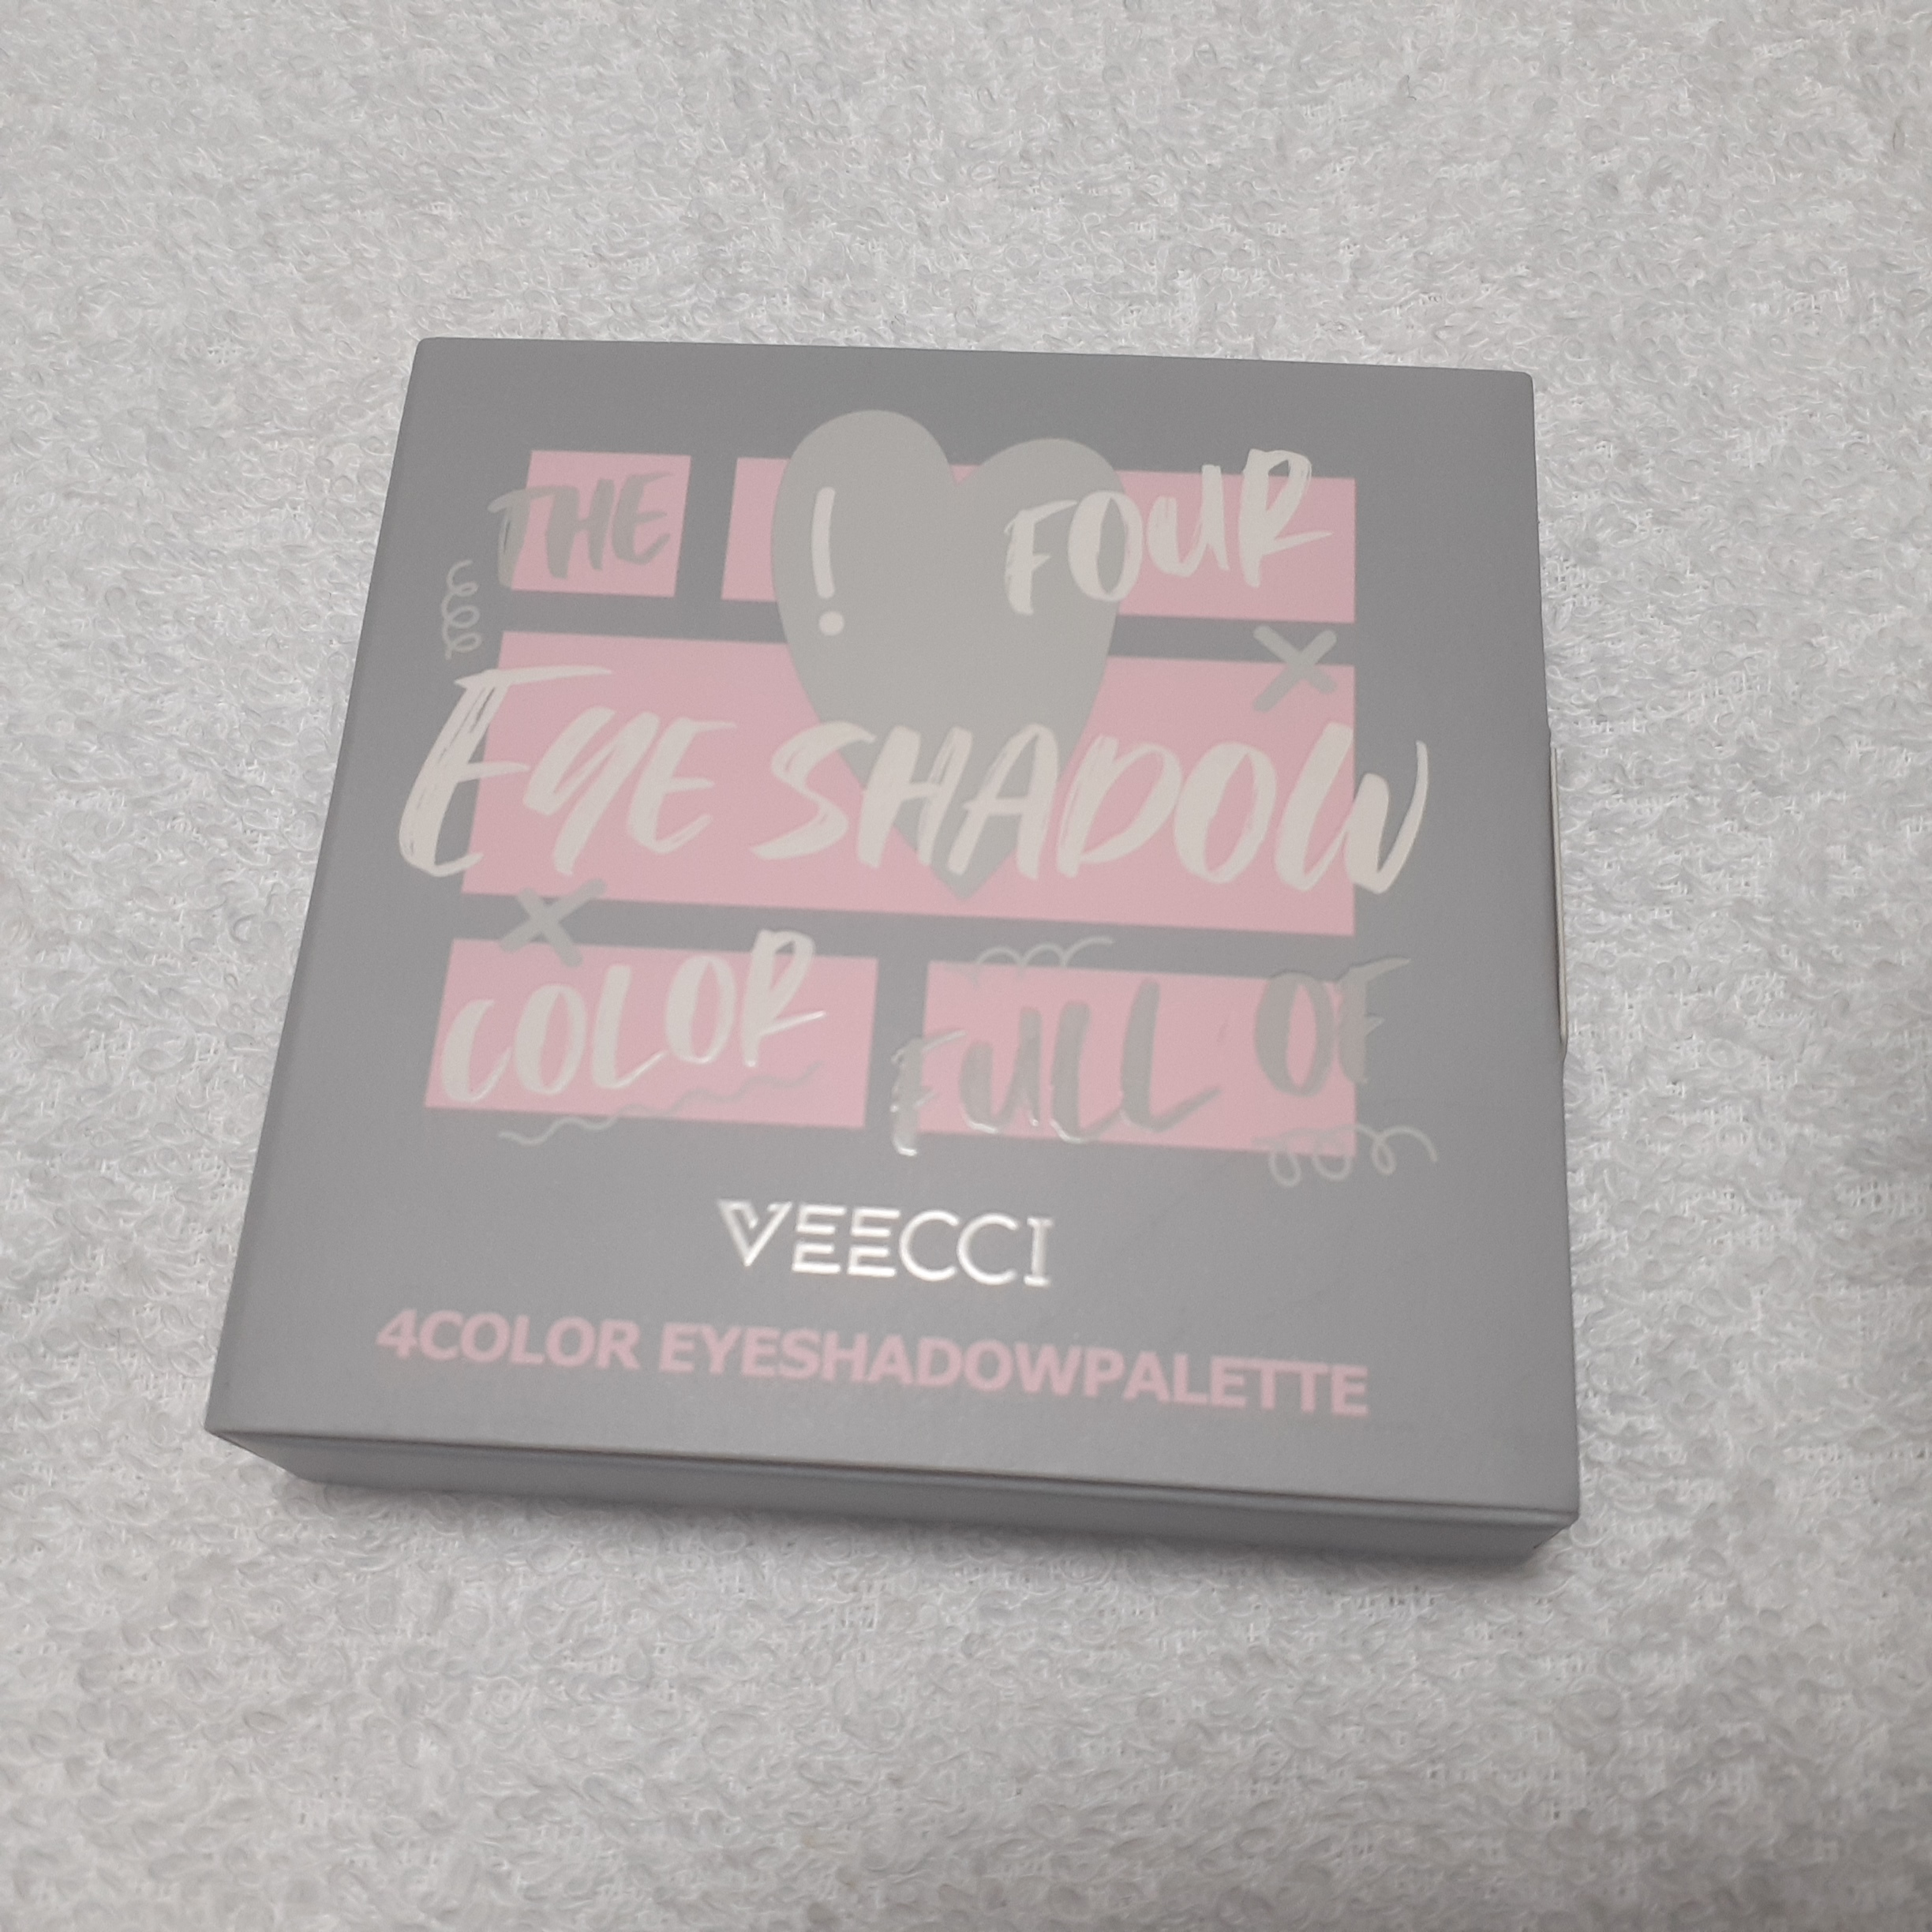 THE ! FOUR
EYE SHADOW
COLOR FULL OF
VEECCI
4COLOR EYESHADOWPALETTE